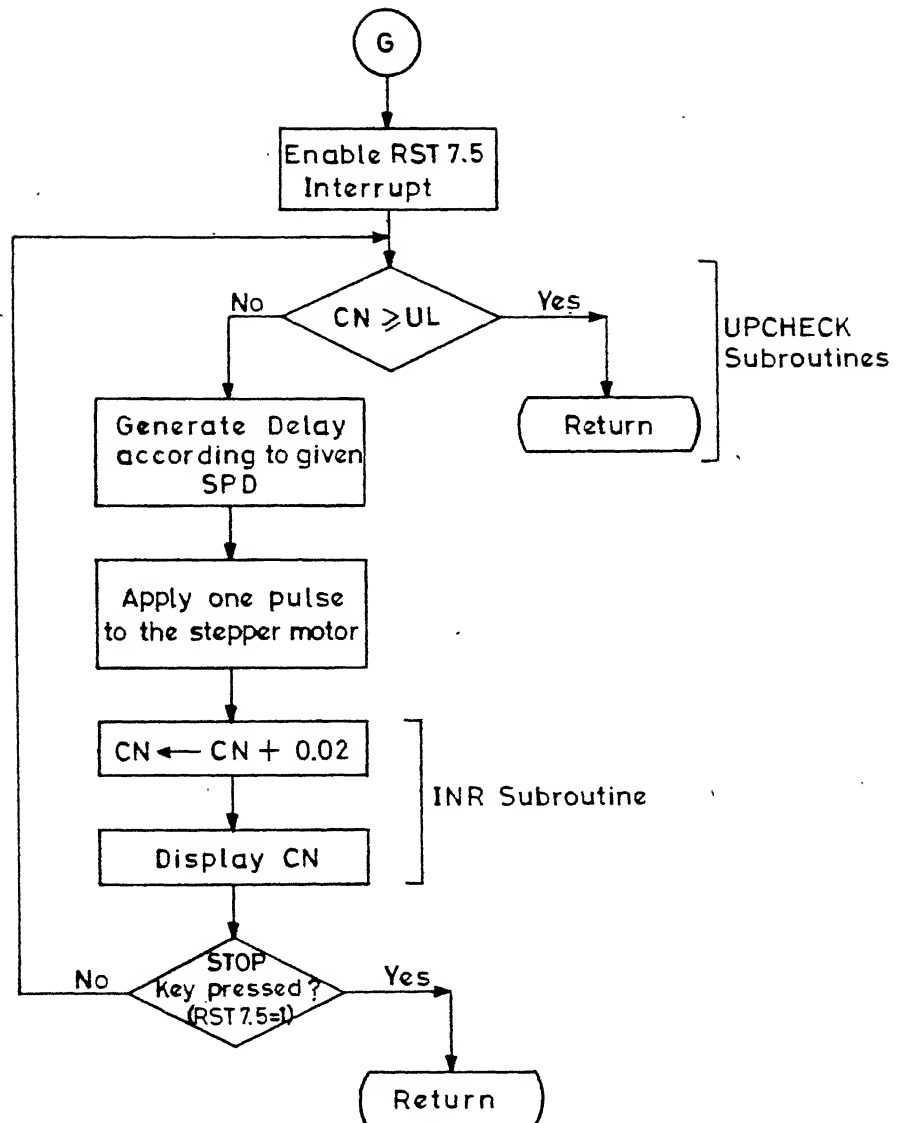 G
Enable RST 7.5
Interrupt
No
CN ⩾ UL
Yes
UPCHECK
Subroutines
Return
Generate Delay
according to given
SPD
Apply one pulse
to the stepper motor
CN ← CN + 0.02
INR Subroutine
Display CN
No
STOP
Key pressed?
(RST 7.5=1)
Yes
Return